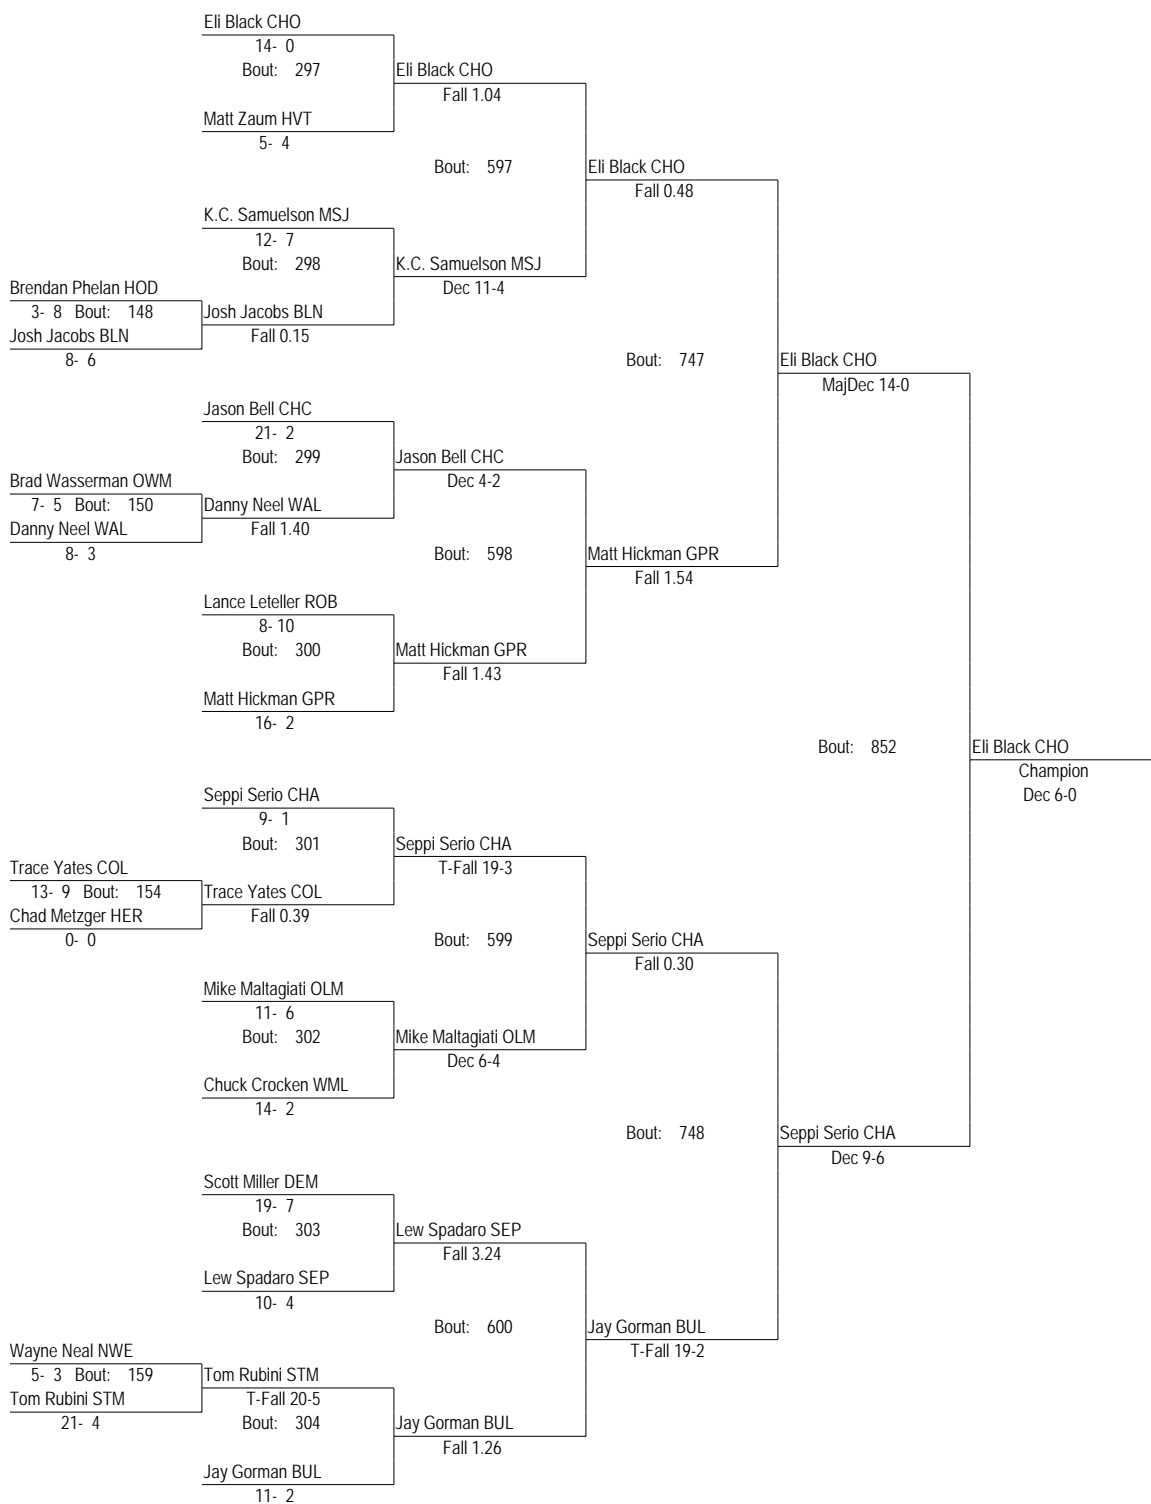 Eli Black CHO
14- 0
Bout: 297
Eli Black CHO
Fall 1.04
Matt Zaum HVT
5- 4
Bout: 597
Eli Black CHO
Fall 0.48
K.C. Samuelson MSJ
12- 7
Bout: 298
K.C. Samuelson MSJ
Dec 11-4
Brendan Phelan HOD
3- 8 Bout: 148
Josh Jacobs BLN
Fall 0.15
Josh Jacobs BLN
8- 6
Bout: 747
Eli Black CHO
MajDec 14-0
Jason Bell CHC
21- 2
Bout: 299
Jason Bell CHC
Dec 4-2
Brad Wasserman OWM
7- 5 Bout: 150
Danny Neel WAL
Fall 1.40
Danny Neel WAL
8- 3
Bout: 598
Matt Hickman GPR
Fall 1.54
Lance Leteller ROB
8- 10
Bout: 300
Matt Hickman GPR
Fall 1.43
Matt Hickman GPR
16- 2
Bout: 852
Eli Black CHO
Champion
Dec 6-0
Seppi Serio CHA
9- 1
Bout: 301
Seppi Serio CHA
T-Fall 19-3
Trace Yates COL
13- 9 Bout: 154
Trace Yates COL
Fall 0.39
Chad Metzger HER
0- 0
Bout: 599
Seppi Serio CHA
Fall 0.30
Mike Maltagiati OLM
11- 6
Bout: 302
Mike Maltagiati OLM
Dec 6-4
Chuck Crocken WML
14- 2
Bout: 748
Seppi Serio CHA
Dec 9-6
Scott Miller DEM
19- 7
Bout: 303
Lew Spadaro SEP
Fall 3.24
Lew Spadaro SEP
10- 4
Bout: 600
Jay Gorman BUL
T-Fall 19-2
Wayne Neal NWE
5- 3 Bout: 159
Tom Rubini STM
T-Fall 20-5
Tom Rubini STM
21- 4
Bout: 304
Jay Gorman BUL
Fall 1.26
Jay Gorman BUL
11- 2